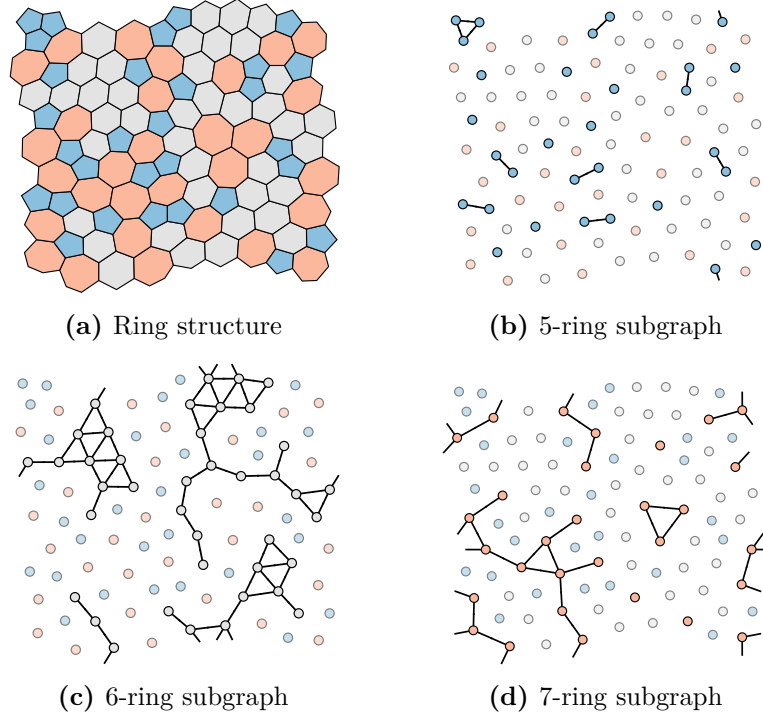 (a) Ring structure
(b) 5-ring subgraph
(c) 6-ring subgraph
(d) 7-ring subgraph